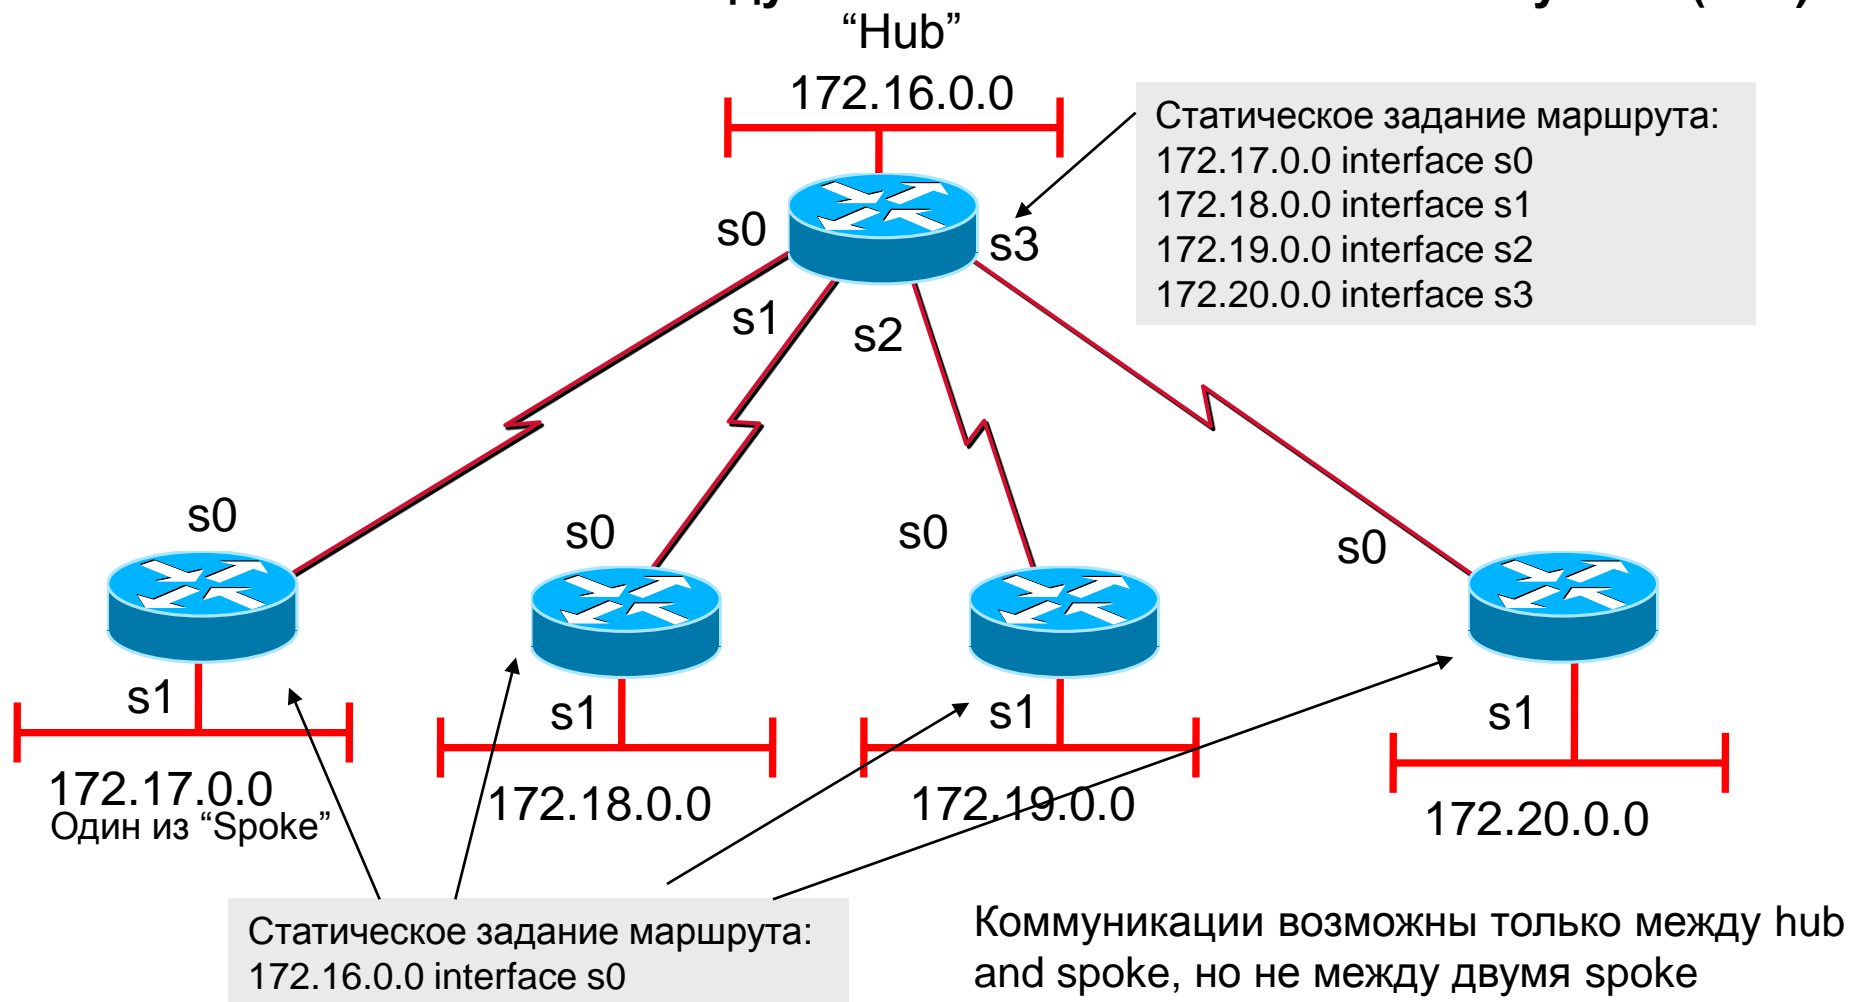 “Hub”
172.16.0.0
Статическое задание маршрута:
172.17.0.0 interface s0
172.18.0.0 interface s1
172.19.0.0 interface s2
172.20.0.0 interface s3
s0
s3
s1
s2
s0
s0
s0
s0
s1
s1
s1
s1
172.17.0.0
Один из “Spoke”
172.18.0.0
172.19.0.0
172.20.0.0
Статическое задание маршрута:
172.16.0.0 interface s0
Коммуникации возможны только между hub
and spoke, но не между двумя spoke